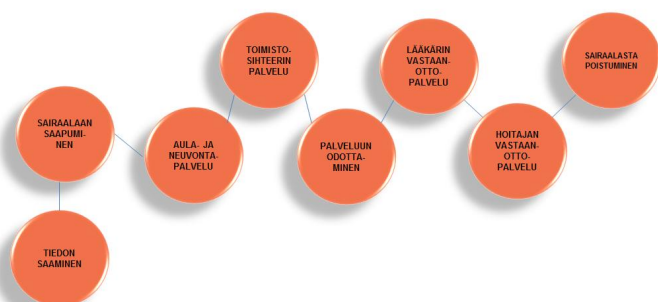 TIEDON
SAAMINEN
SAIRAALAAN
SAAPUMI-
NEN
AULA- JA
NEUVONTA-
PALVELU
TOIMISTO-
SIHTEERIN
PALVELU
PALVELUUN
ODOTTA-
MINEN
LÄÄKÄRIN
VASTAAN-
OTTO-
PALVELU
HOITAJAN
VASTAAN-
OTTO-
PALVELU
SAIRAALASTA
POISTUMINEN